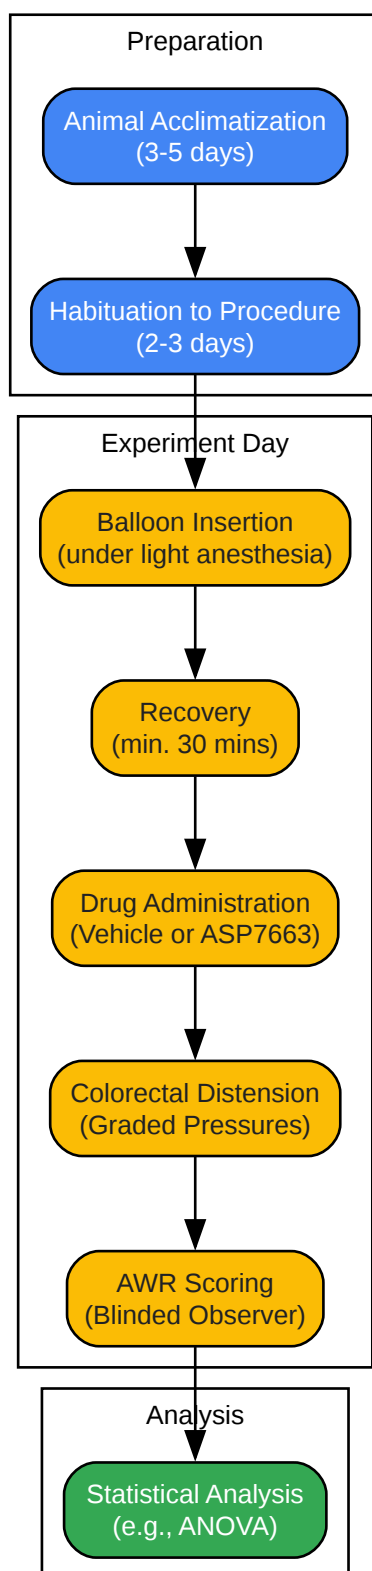 Preparation
Animal Acclimatization
(3-5 days)
Habituation to Procedure
(2-3 days)
Experiment Day
Balloon Insertion
(under light anesthesia)
Recovery
(min. 30 mins)
Drug Administration
(Vehicle or ASP7663)
Colorectal Distension
(Graded Pressures)
AWR Scoring
(Blinded Observer)
Analysis
Statistical Analysis
(e.g., ANOVA)